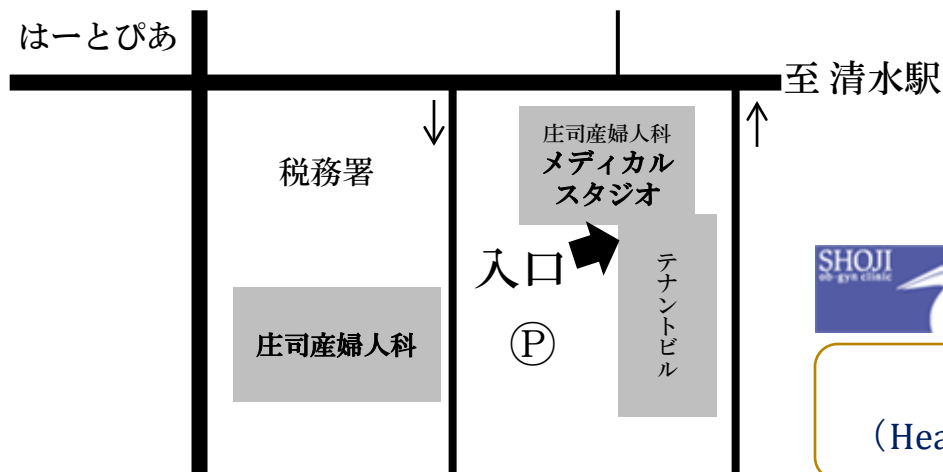 はーとぴあ
至 清水駅
税務署
庄司産婦人科
メディカル
スタジオ
入口
テナントビル
Ⓟ
庄司産婦人科
SHOJI
ob-gyn clinic
（Hea